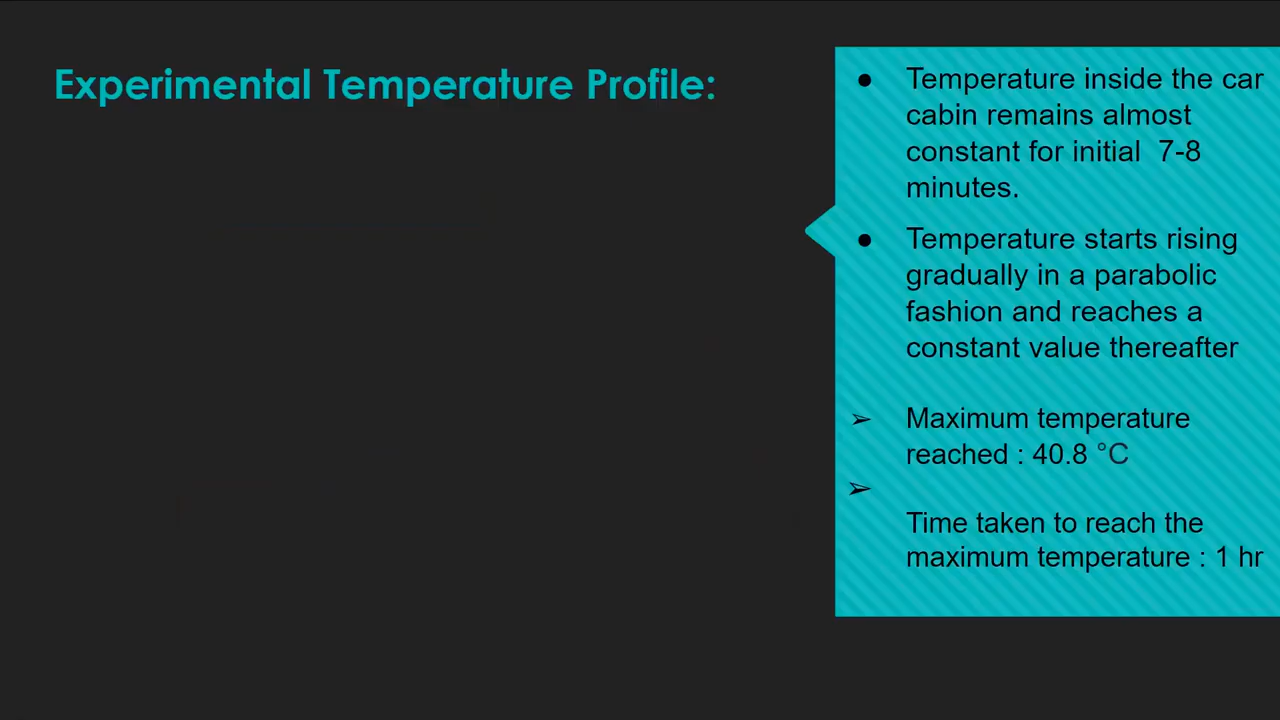 Experimental Temperature Profile:
● Temperature inside the car
cabin remains almost
constant for initial 7-8
minutes.
● Temperature starts rising
gradually in a parabolic
fashion and reaches a
constant value thereafter
➢ Maximum temperature
reached : 40.8 °C
➢
Time taken to reach the
maximum temperature : 1 hr